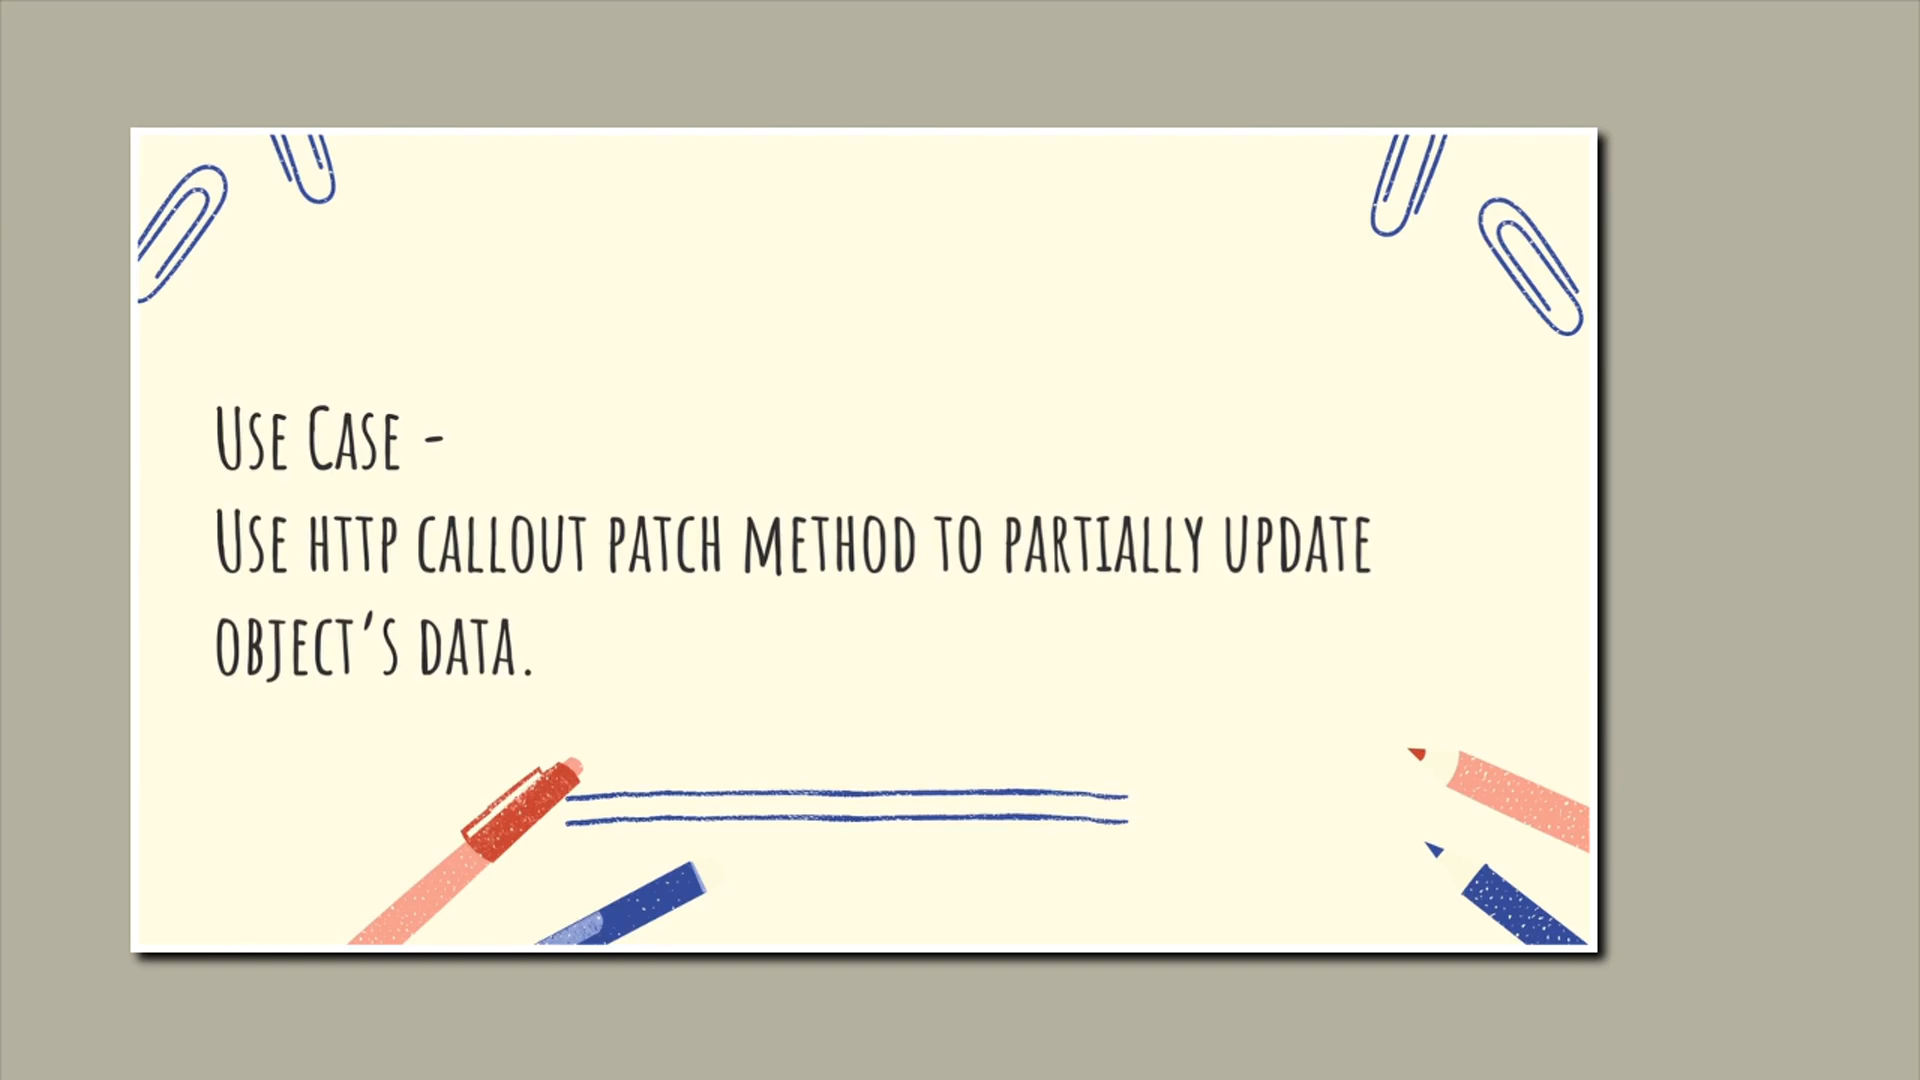 Use Case -
Use http callout patch method to partially update
object's data.